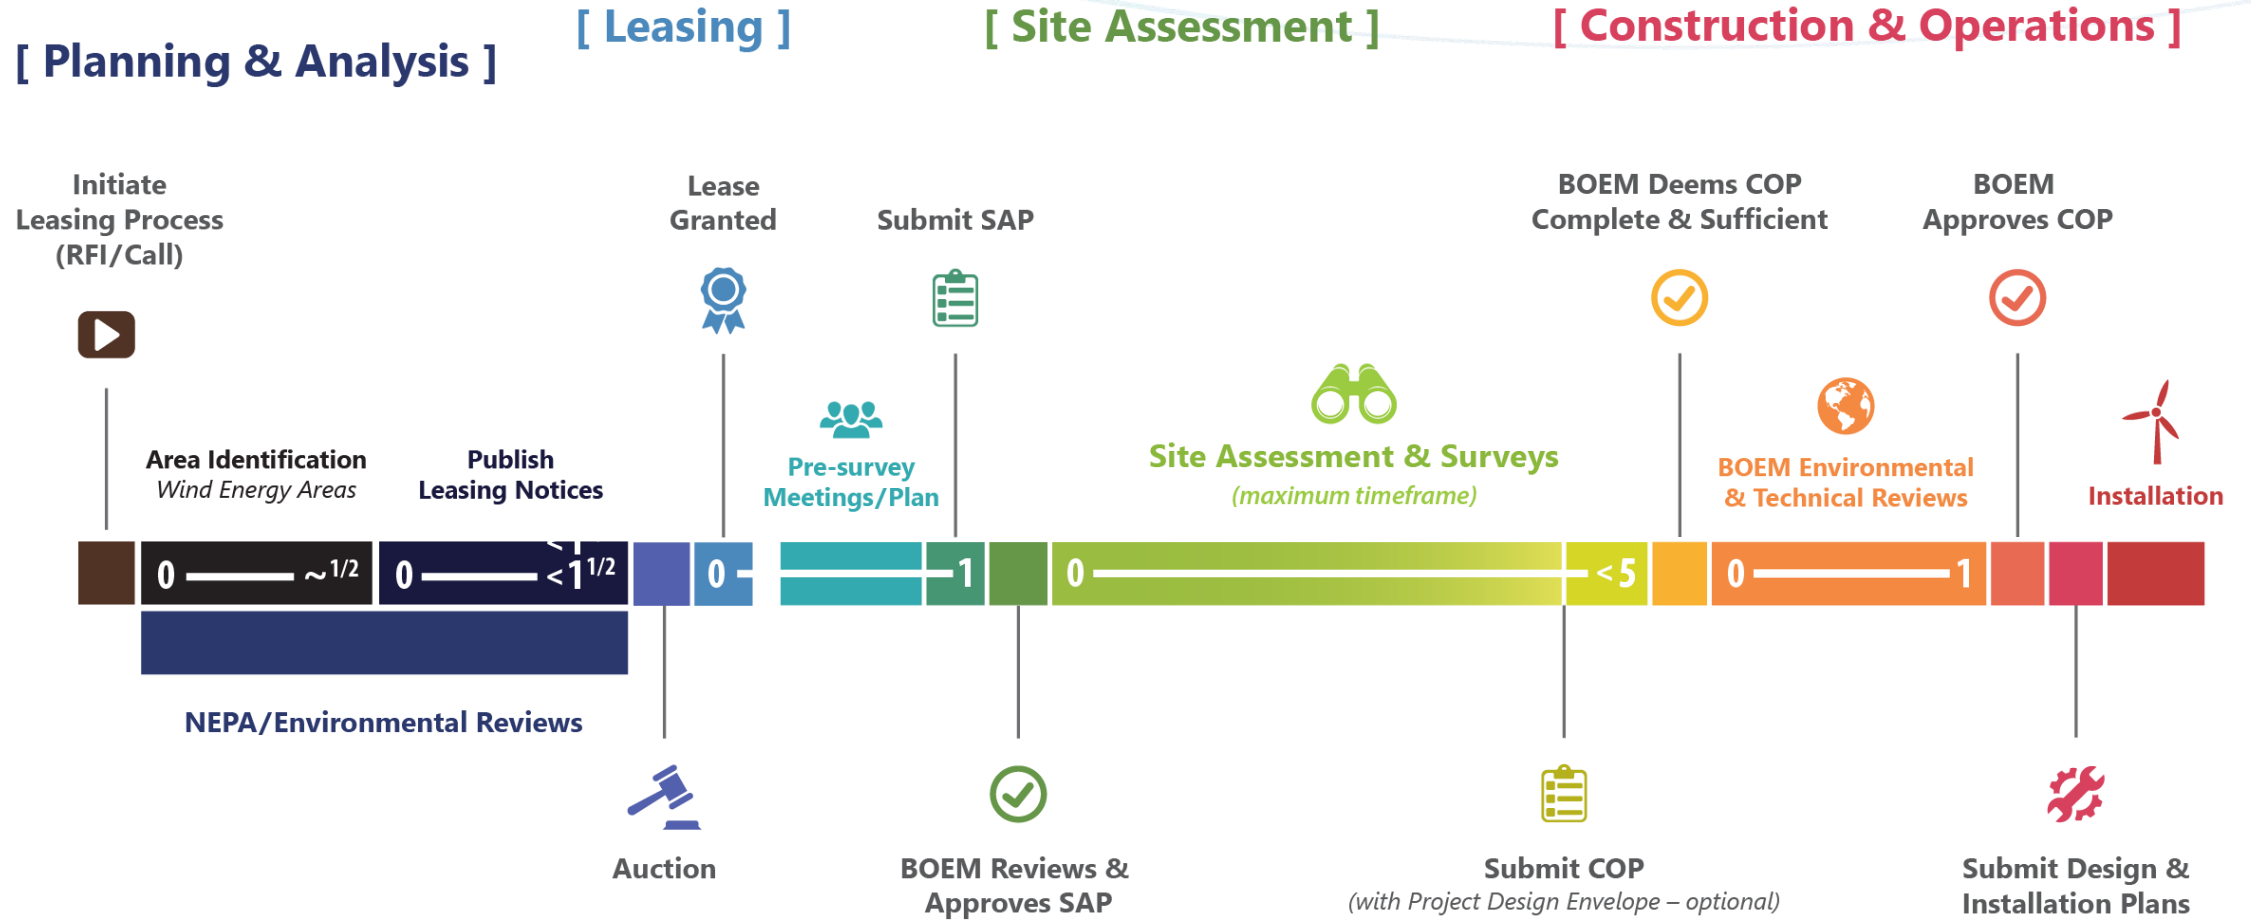 [ Planning & Analysis ]
[ Leasing ]
[ Site Assessment ]
[ Construction & Operations ]
Initiate
Leasing Process
(RFI/Call)
Lease
Granted
Submit SAP
BOEM Deems COP
Complete & Sufficient
BOEM
Approves COP
Area Identification
Wind Energy Areas
Publish
Leasing Notices
Pre-survey
Meetings/Plan
Site Assessment & Surveys
(maximum timeframe)
BOEM Environmental
& Technical Reviews
Installation
0 ~1/2 0 <1 1/2 0 1 0 <5 0 1
NEPA/Environmental Reviews
Auction
BOEM Reviews &
Approves SAP
Submit COP
(with Project Design Envelope – optional)
Submit Design &
Installation Plans